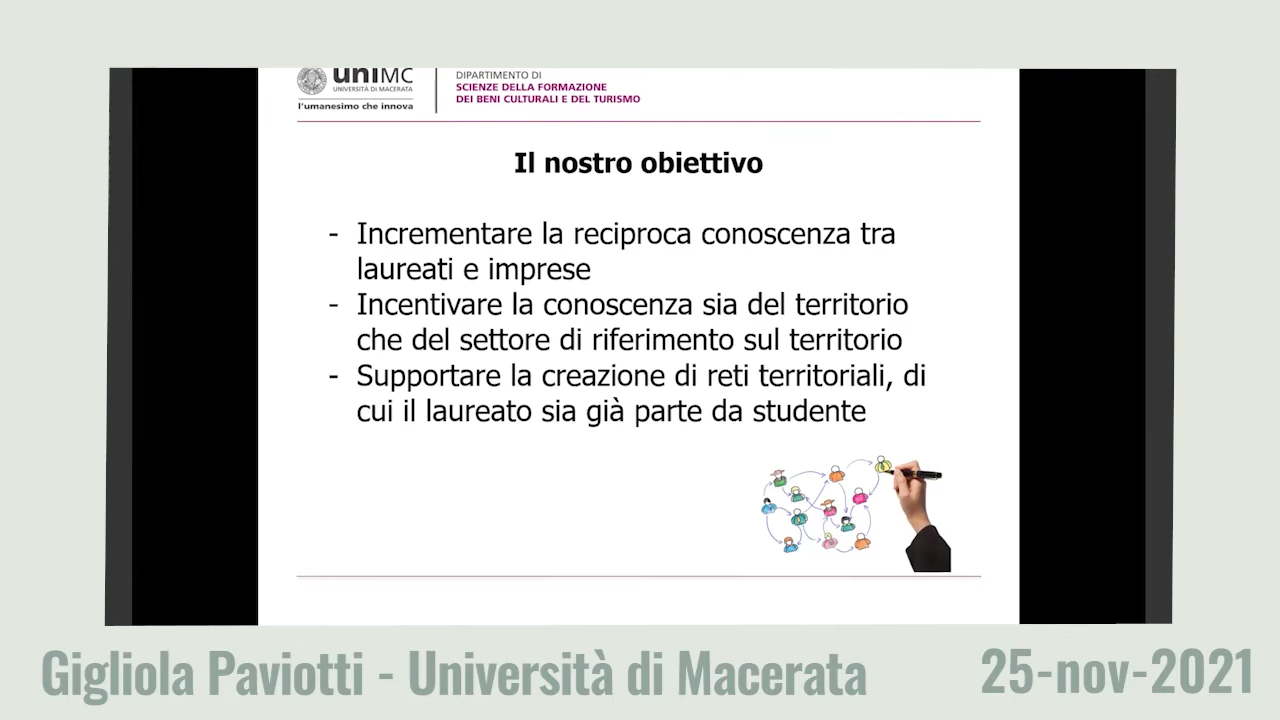 uniMC
UNIVERSITÀ DI MACERATA
l'umanesimo che innova
DIPARTIMENTO DI
SCIENZE DELLA FORMAZIONE
DEI BENI CULTURALI E DEL TURISMO
Il nostro obiettivo
- Incrementare la reciproca conoscenza tra
laureati e imprese
- Incentivare la conoscenza sia del territorio
che del settore di riferimento sul territorio
- Supportare la creazione di reti territoriali, di
cui il laureato sia già parte da studente
Gigliola Paviotti - Università di Macerata
25-nov-2021